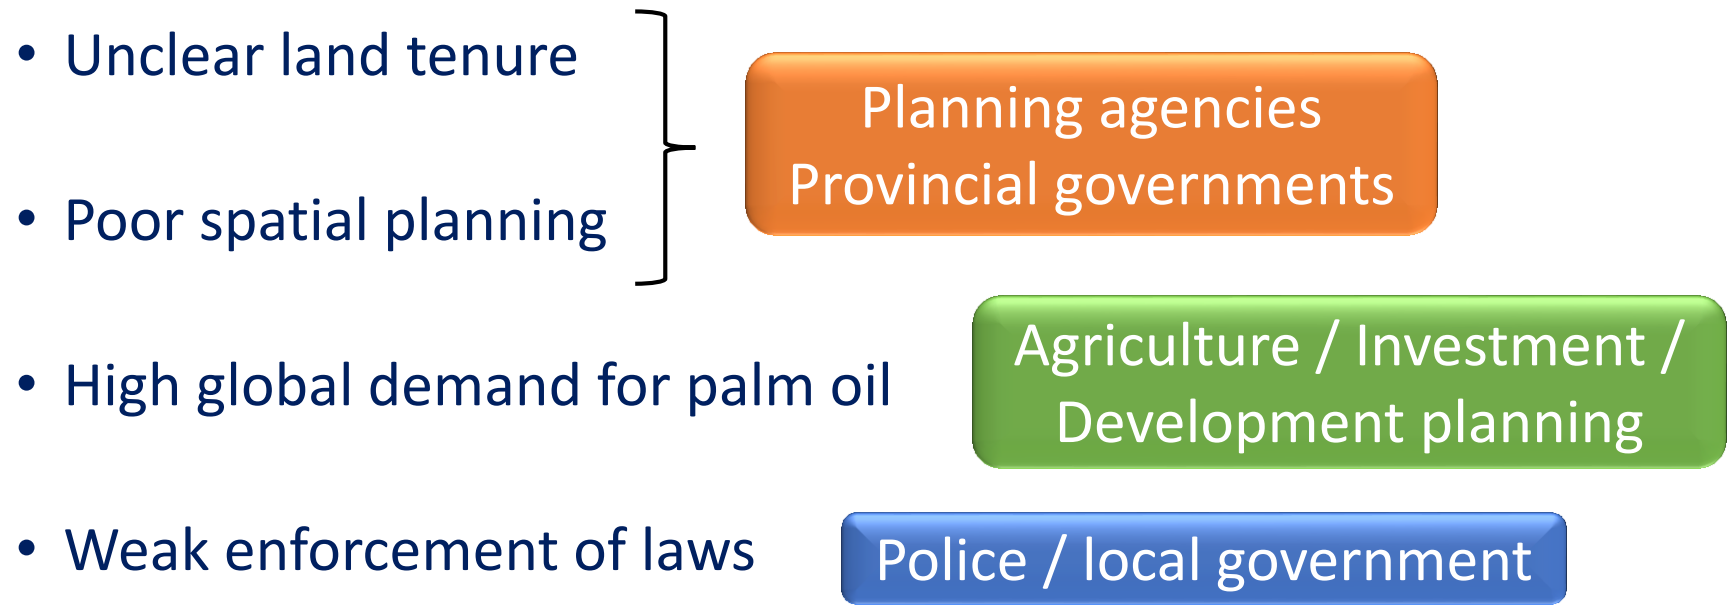 • Unclear land tenure
• Poor spatial planning
Planning agencies
Provincial governments
• High global demand for palm oil
Agriculture / Investment /
Development planning
• Weak enforcement of laws
Police / local government